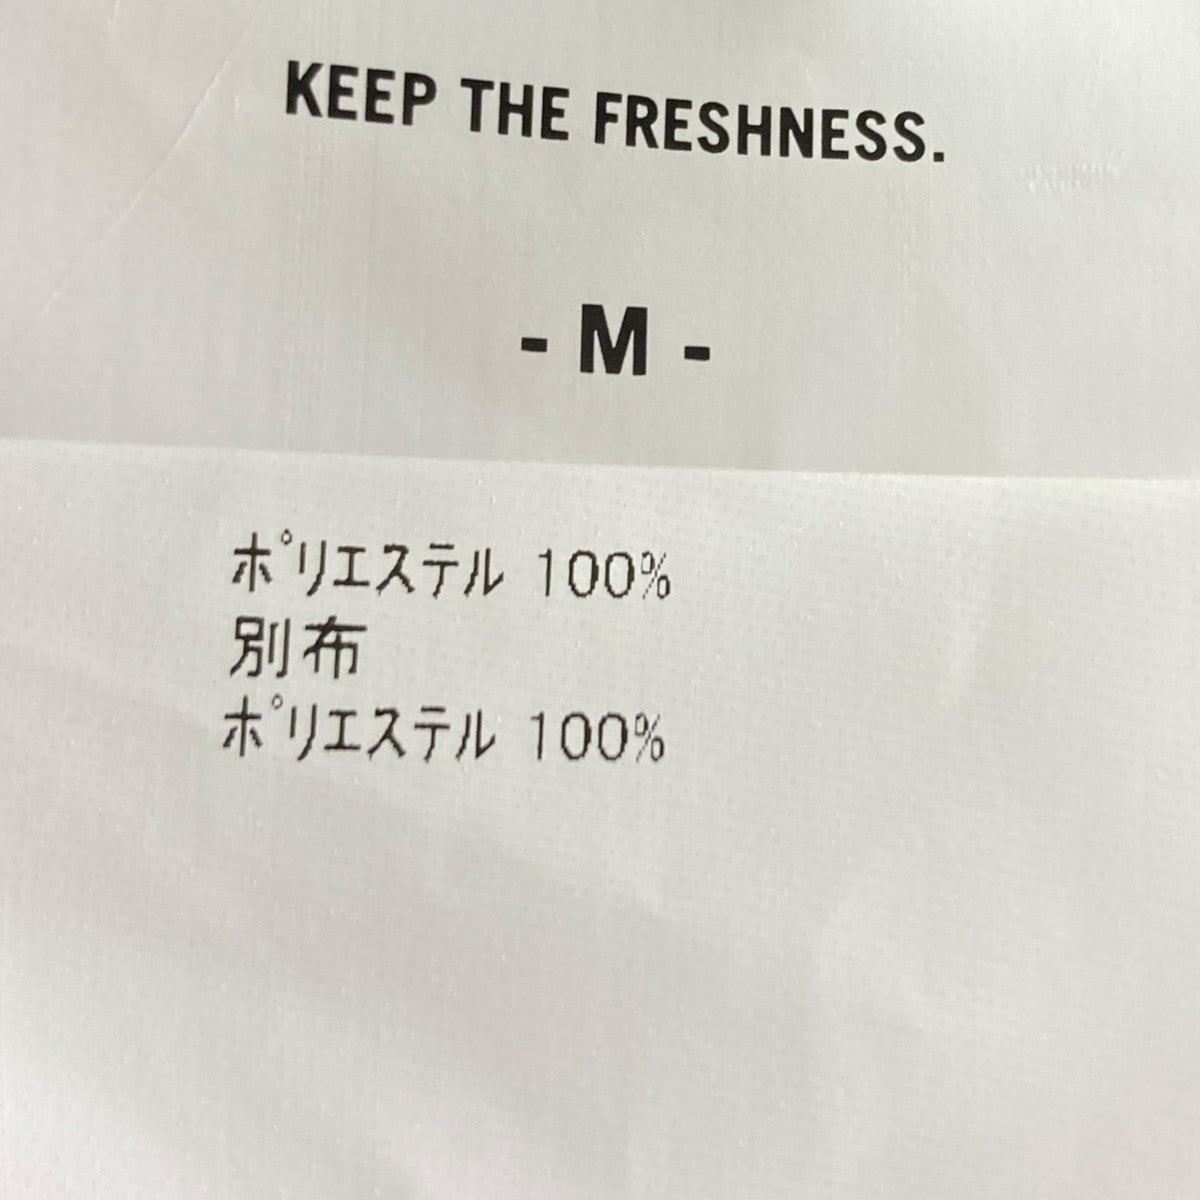 KEEP THE FRESHNESS.
- M -
ﾎﾟﾘｴｽﾃﾙ 100%
別布
ﾎﾟﾘｴｽﾃﾙ 100%